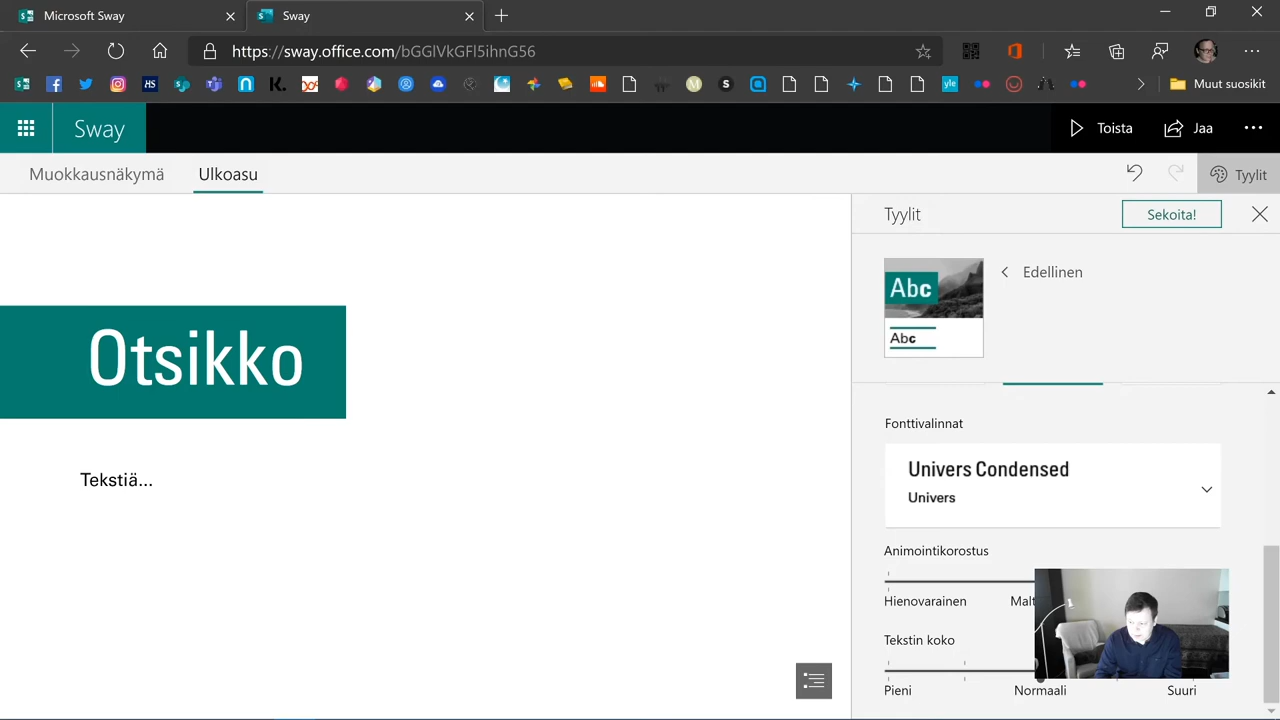 Microsoft Sway
Sway
https://sway.office.com/bGGlVkGFl5ihnG56
Muut suosikit
Sway
Toista
Jaa
Muokkausnäkymä
Ulkoasu
Tyylit
Tyylit
Sekoita!
Abc
Abc
Edellinen
Otsikko
Tekstiä...
Fonttivalinnat
Univers Condensed
Univers
Animointikorostus
Hienovarainen
Malt
Tekstin koko
Pieni
Normaali
Suuri